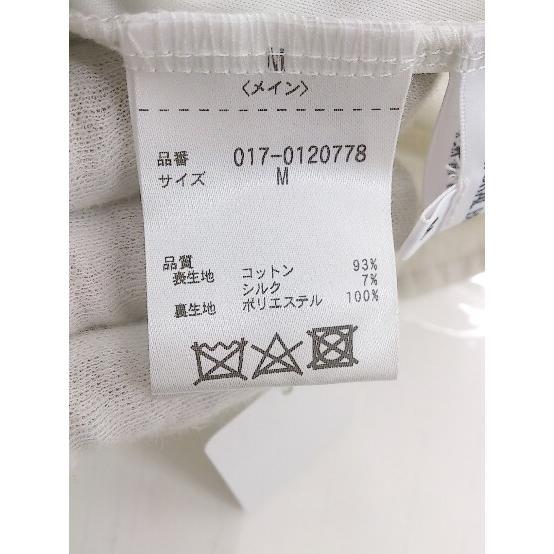 〈メイン〉
品番 017-0120778
サイズ M
品質
表生地 コットン 93%
シルク 7%
裏生地 ポリエステル 100%